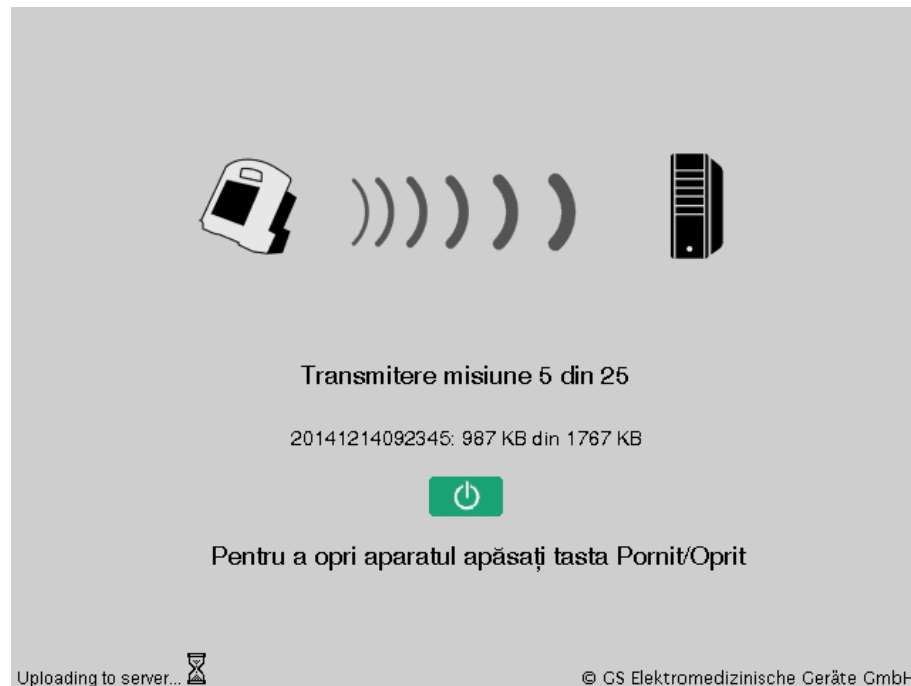 Transmitere misiune 5 din 25
20141214092345: 987 KB din 1767 KB
Pentru a opri aparatul apăsați tasta Pornit/Oprit
Uploading to server...
© GS Elektromedizinische Geräte GmbH